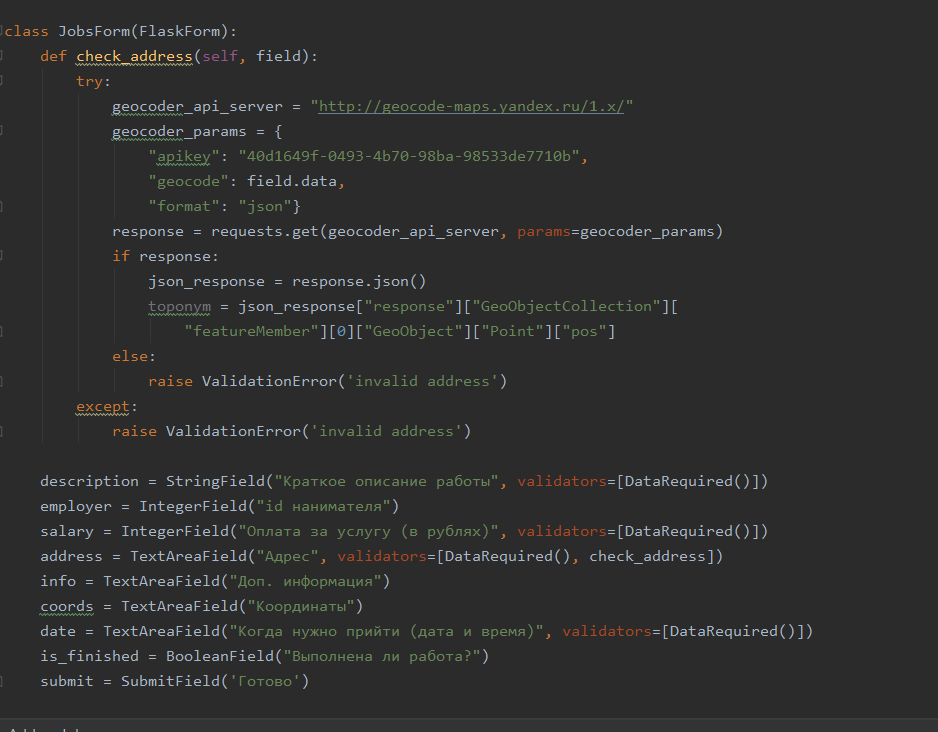 class JobsForm(FlaskForm):
    def check_address(self, field):
        try:
            geocoder_api_server = "http://geocode-maps.yandex.ru/1.x/"
            geocoder_params = {
                "apikey": "40d1649f-0493-4b70-98ba-98533de7710b",
                "geocode": field.data,
                "format": "json"}
            response = requests.get(geocoder_api_server, params=geocoder_params)
            if response:
                json_response = response.json()
                toponym = json_response["response"]["GeoObjectCollection"][
                    "featureMember"][0]["GeoObject"]["Point"]["pos"]
            else:
                raise ValidationError('invalid address')
        except:
            raise ValidationError('invalid address')

    description = StringField("Краткое описание работы", validators=[DataRequired()])
    employer = IntegerField("id нанимателя")
    salary = IntegerField("Оплата за услугу (в рублях)", validators=[DataRequired()])
    address = TextAreaField("Адрес", validators=[DataRequired(), check_address])
    info = TextAreaField("Доп. информация")
    coords = TextAreaField("Координаты")
    date = TextAreaField("Когда нужно прийти (дата и время)", validators=[DataRequired()])
    is_finished = BooleanField("Выполнена ли работа?")
    submit = SubmitField('Готово')